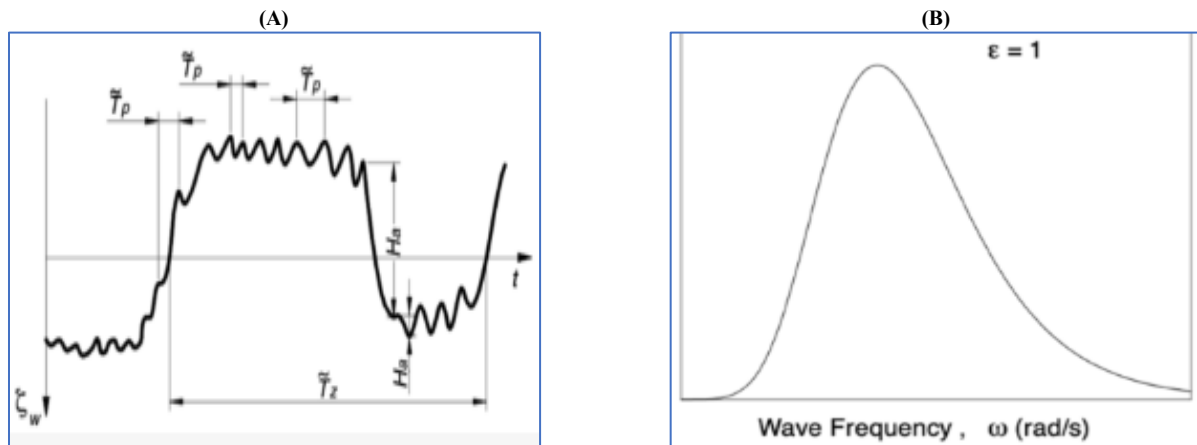 (A)
T̃p
T̃p
T̃p
Ha
t
Ha
T̃z
ζw
(B)
ε = 1
Wave Frequency , ω (rad/s)